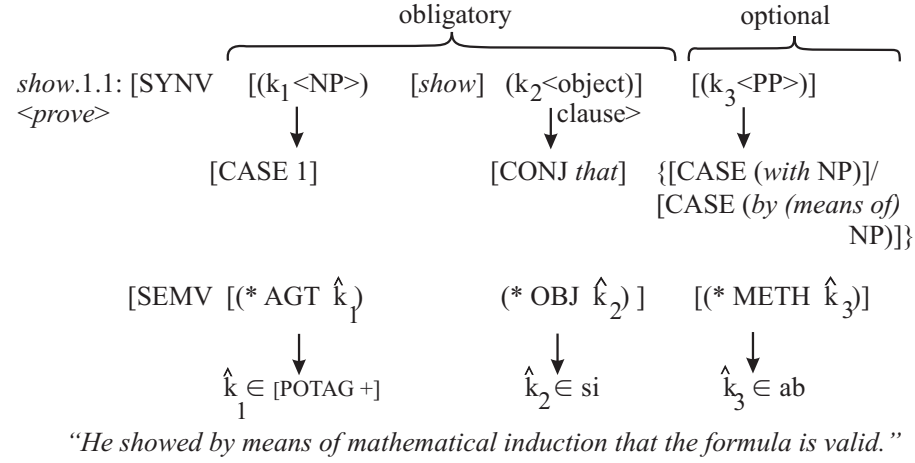 obligatory optional
show.1.1: [SYNV [(k1<NP>) [show] (k2<object)] [(k3<PP>)]
<prove> clause>
[CASE 1] [CONJ that] {[CASE (with NP)]/
[CASE (by (means of)
NP)]}
[SEMV [(* AGT k̂1) (* OBJ k̂2) ] [(* METH k̂3)]
k̂1 ∈ [POTAG +] k̂2 ∈ si k̂3 ∈ ab
“He showed by means of mathematical induction that the formula is valid.”